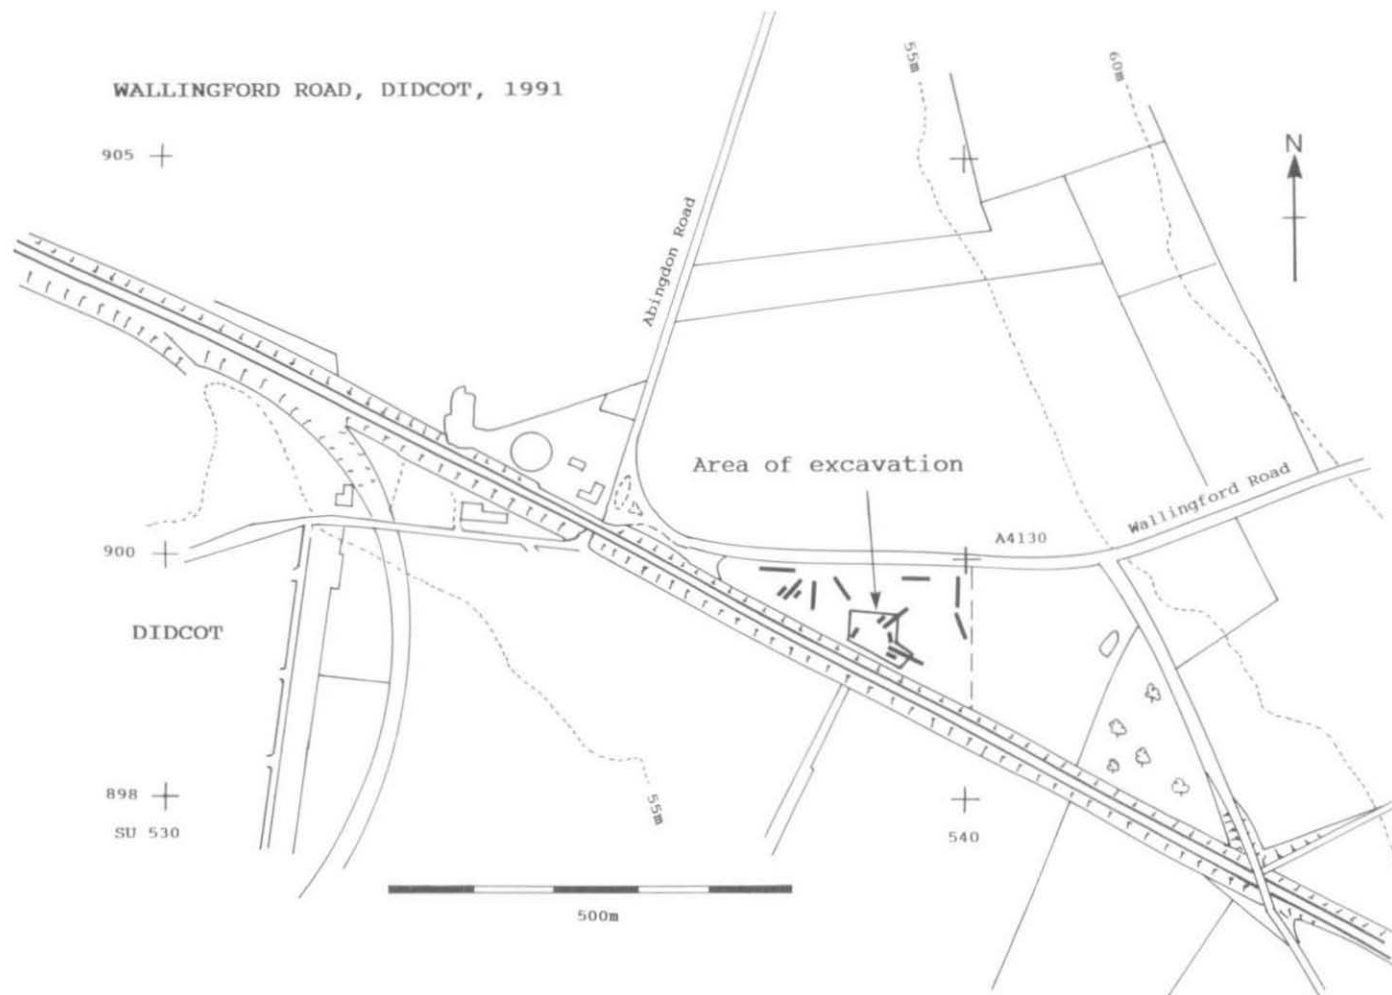 WALLINGFORD ROAD, DIDCOT, 1991
55m
60m
905
N
Abingdon Road
Area of excavation
Wallingford Road
A4130
900
DIDCOT
898
SU 530
55m
540
500m